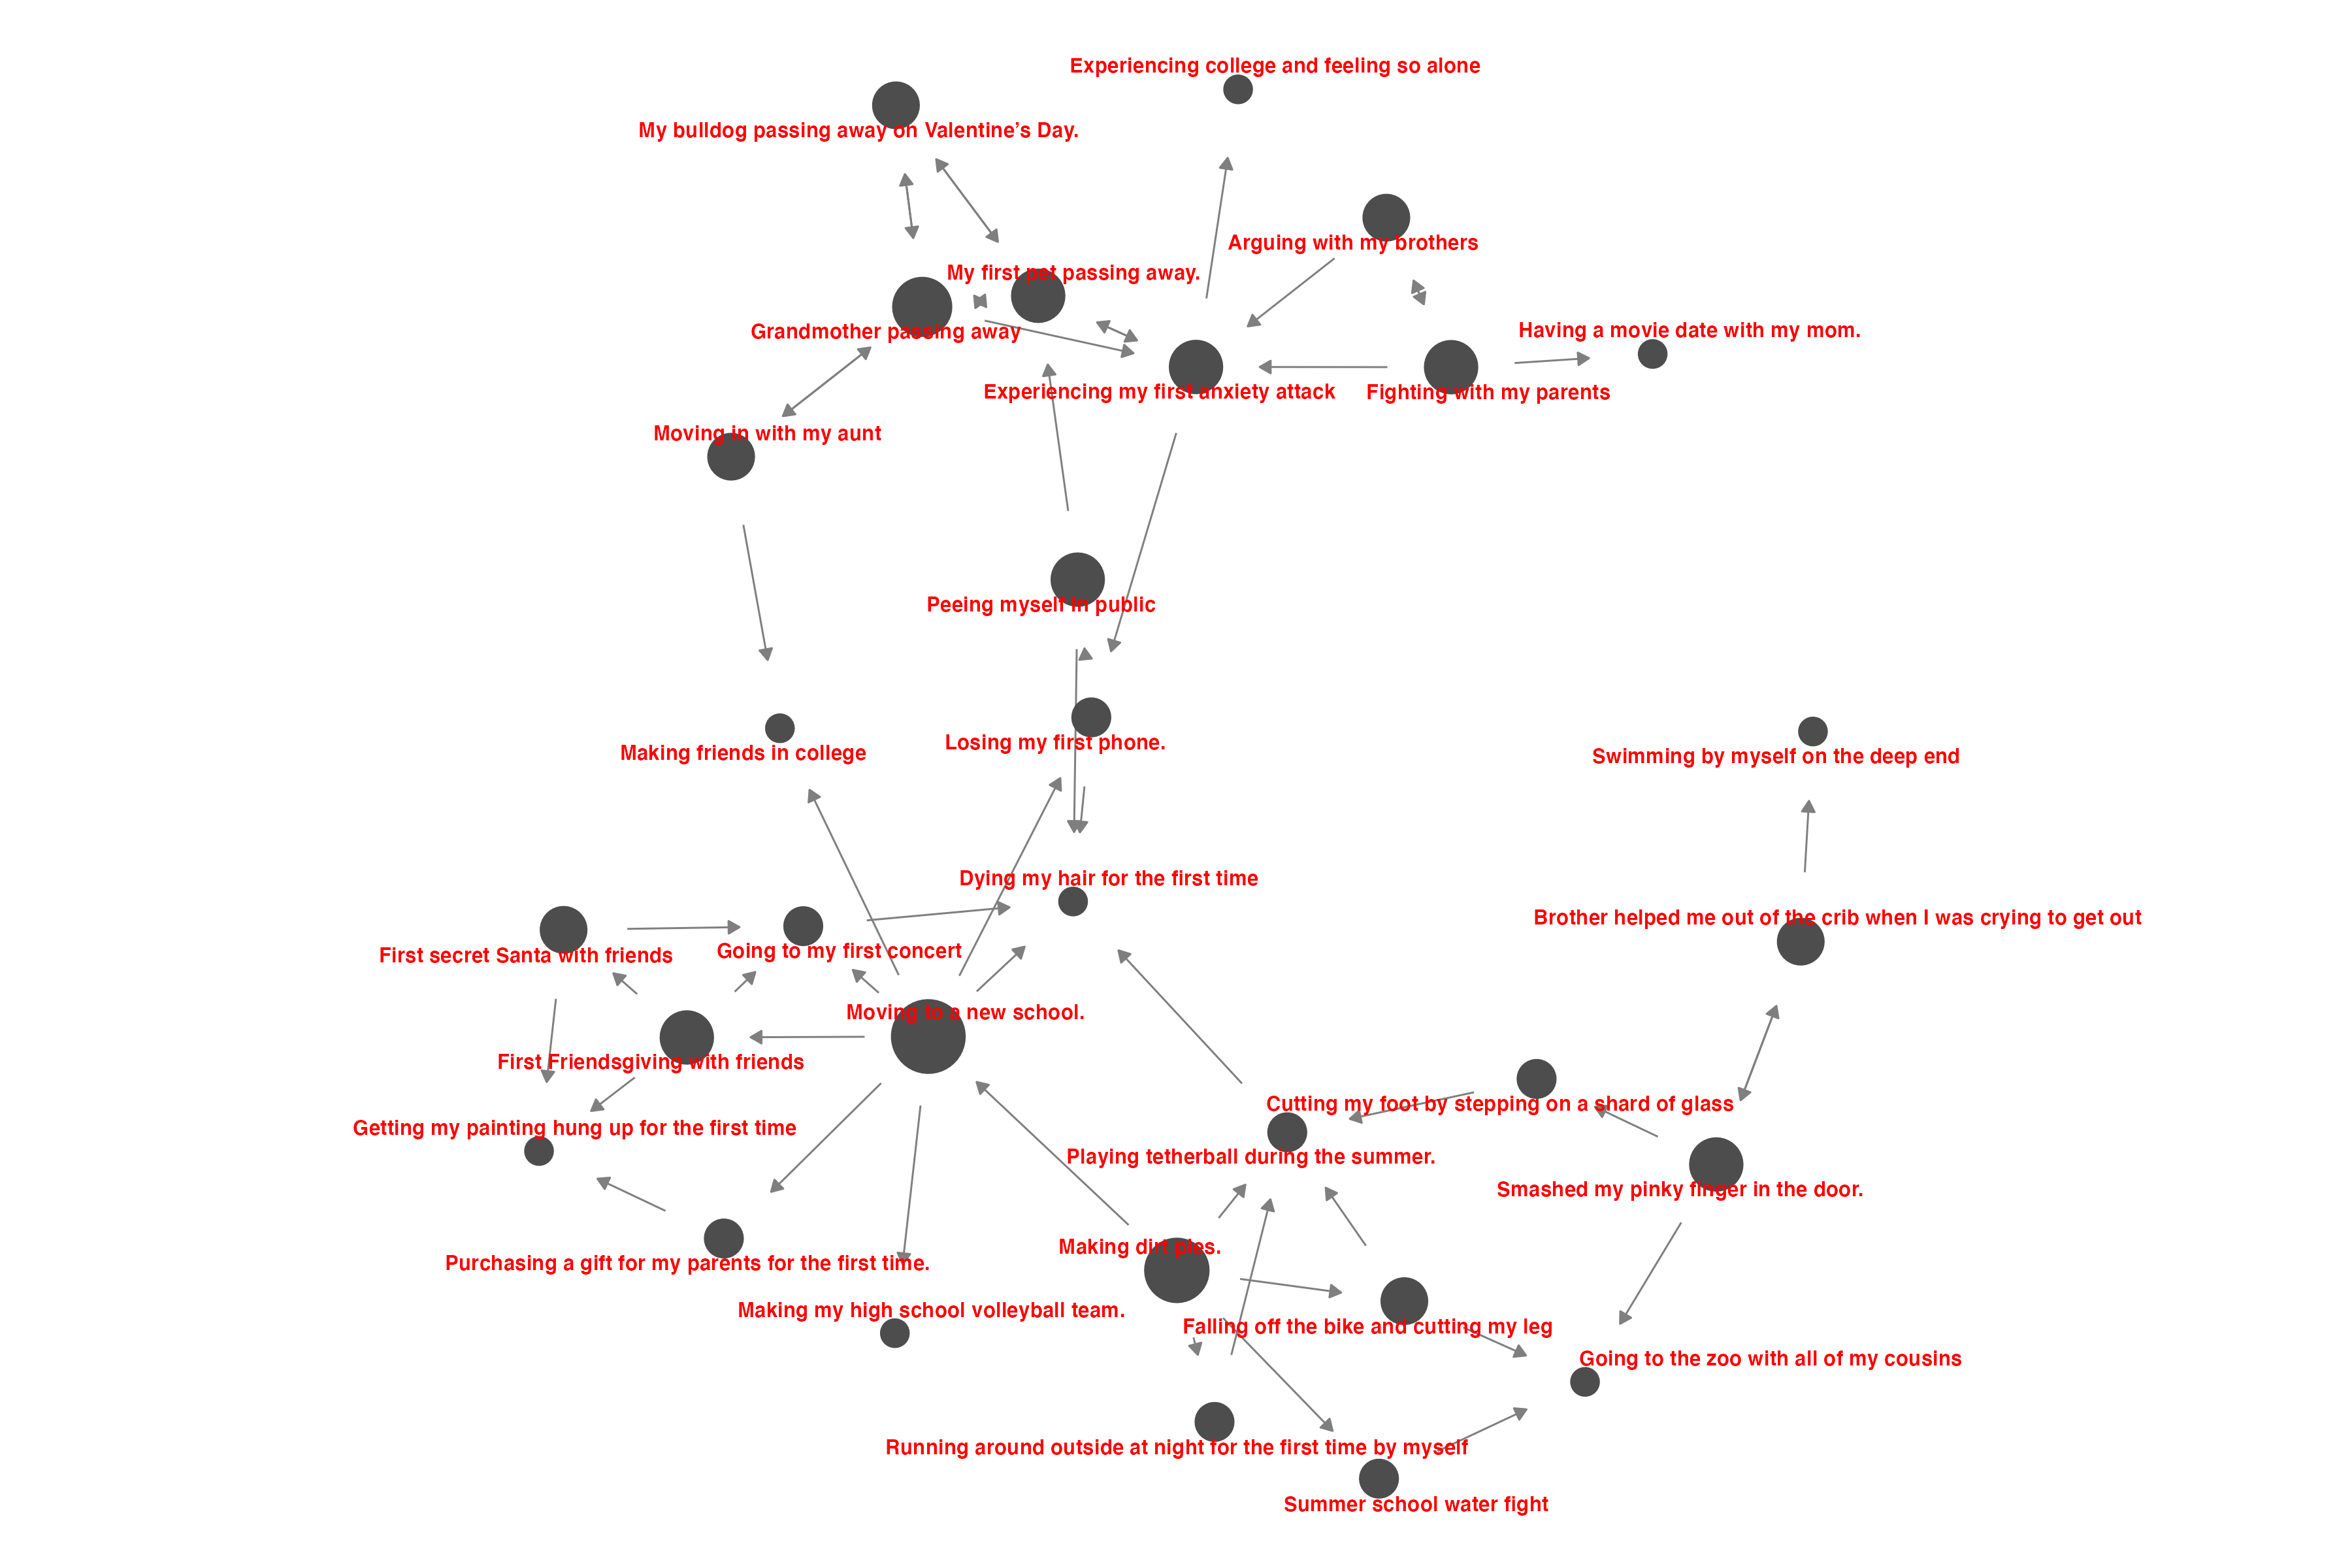 Experiencing college and feeling so alone
My bulldog passing away on Valentine’s Day.
Arguing with my brothers
My first pet passing away.
Grandmother passing away
Having a movie date with my mom.
Experiencing my first anxiety attack
Fighting with my parents
Moving in with my aunt
Peeing myself in public
Losing my first phone.
Making friends in college
Swimming by myself on the deep end
Dying my hair for the first time
Brother helped me out of the crib when I was crying to get out
First secret Santa with friends
Going to my first concert
Moving to a new school.
First Friendsgiving with friends
Cutting my foot by stepping on a shard of glass
Getting my painting hung up for the first time
Playing tetherball during the summer.
Smashed my pinky finger in the door.
Making dirt pies.
Purchasing a gift for my parents for the first time.
Making my high school volleyball team.
Falling off the bike and cutting my leg
Going to the zoo with all of my cousins
Running around outside at night for the first time by myself
Summer school water fight